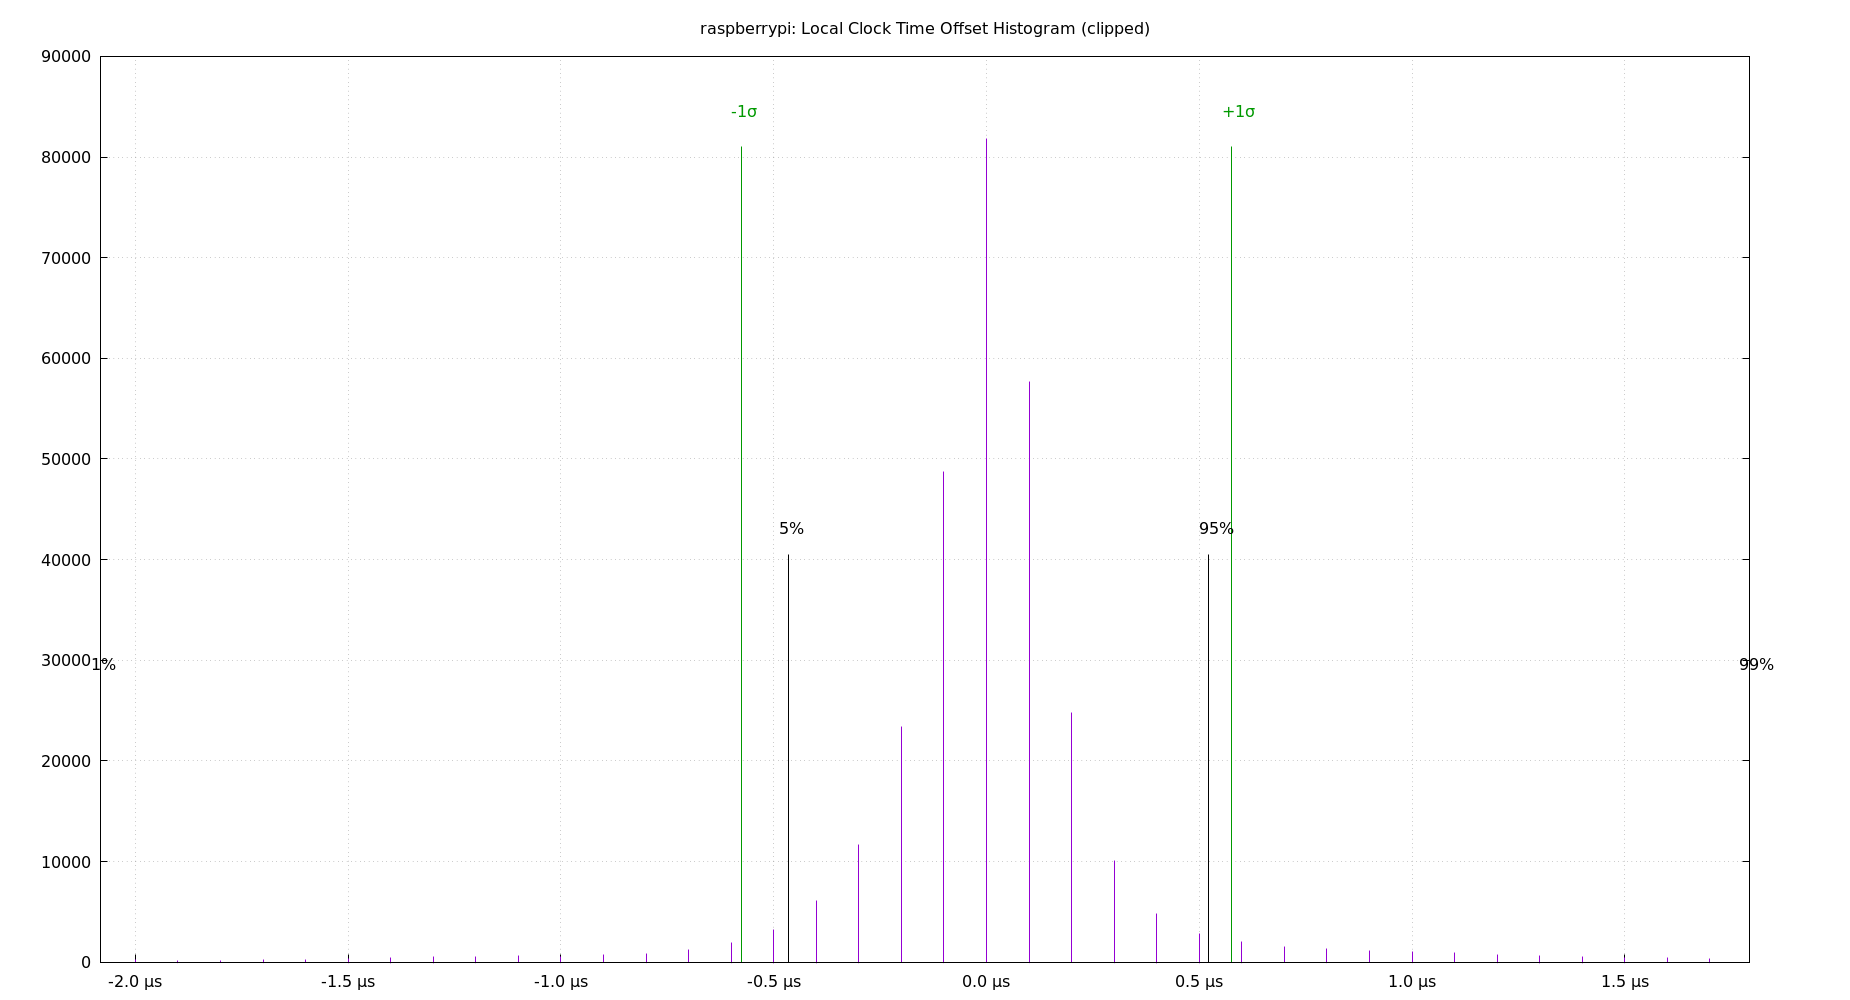 raspberrypi: Local Clock Time Offset Histogram (clipped)
90000
-1σ +1σ
80000
70000
60000
50000
5% 95%
40000
30000 1% 99%
20000
10000
0
-2.0 µs -1.5 µs -1.0 µs -0.5 µs 0.0 µs 0.5 µs 1.0 µs 1.5 µs